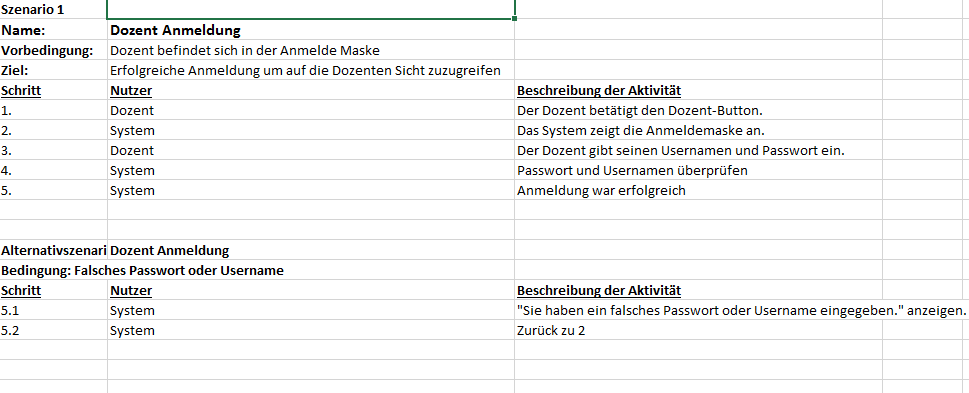 Szenario 1
Name: Dozent Anmeldung
Vorbedingung: Dozent befindet sich in der Anmelde Maske
Ziel: Erfolgreiche Anmeldung um auf die Dozenten Sicht zuzugreifen
Schritt Nutzer Beschreibung der Aktivität
1. Dozent Der Dozent betätigt den Dozent-Button.
2. System Das System zeigt die Anmeldemaske an.
3. Dozent Der Dozent gibt seinen Usernamen und Passwort ein.
4. System Passwort und Usernamen überprüfen
5. System Anmeldung war erfolgreich
Alternativszenari Dozent Anmeldung
Bedingung: Falsches Passwort oder Username
Schritt Nutzer Beschreibung der Aktivität
5.1 System "Sie haben ein falsches Passwort oder Username eingegeben." anzeigen.
5.2 System Zurück zu 2